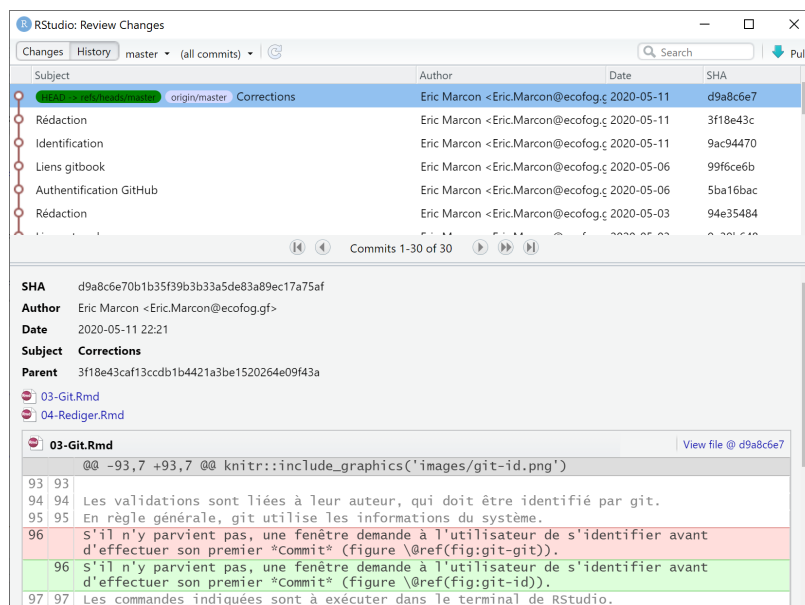 RStudio: Review Changes
Changes History master (all commits) Search Pul
Subject Author Date SHA
HEAD -> refs/heads/master origin/master Corrections Eric Marcon <Eric.Marcon@ecofog.g 2020-05-11 d9a8c6e7
Rédaction Eric Marcon <Eric.Marcon@ecofog.g 2020-05-11 3f18e43c
Identification Eric Marcon <Eric.Marcon@ecofog.g 2020-05-11 9ac94470
Liens gitbook Eric Marcon <Eric.Marcon@ecofog.g 2020-05-06 99f6ce6b
Authentification GitHub Eric Marcon <Eric.Marcon@ecofog.g 2020-05-06 5ba16bac
Rédaction Eric Marcon <Eric.Marcon@ecofog.g 2020-05-03 94e35484
Commits 1-30 of 30
SHA d9a8c6e70b1b35f39b3b33a5de83a89ec17a75af
Author Eric Marcon <Eric.Marcon@ecofog.gf>
Date 2020-05-11 22:21
Subject Corrections
Parent 3f18e43caf13ccdb1b4421a3be1520264e09f43a
03-Git.Rmd
04-Rediger.Rmd
03-Git.Rmd View file @ d9a8c6e7
@@ -93,7 +93,7 @@ knitr::include_graphics('images/git-id.png')
93 93
94 94 Les validations sont liées à leur auteur, qui doit être identifié par git.
95 95 En règle générale, git utilise les informations du système.
96 S'il n'y parvient pas, une fenêtre demande à l'utilisateur de s'identifier avant
d'effectuer son premier *Commit* (figure \@ref(fig:git-git)).
96 S'il n'y parvient pas, une fenêtre demande à l'utilisateur de s'identifier avant
d'effectuer son premier *Commit* (figure \@ref(fig:git-id)).
97 97 Les commandes indiquées sont à exécuter dans le terminal de RStudio.